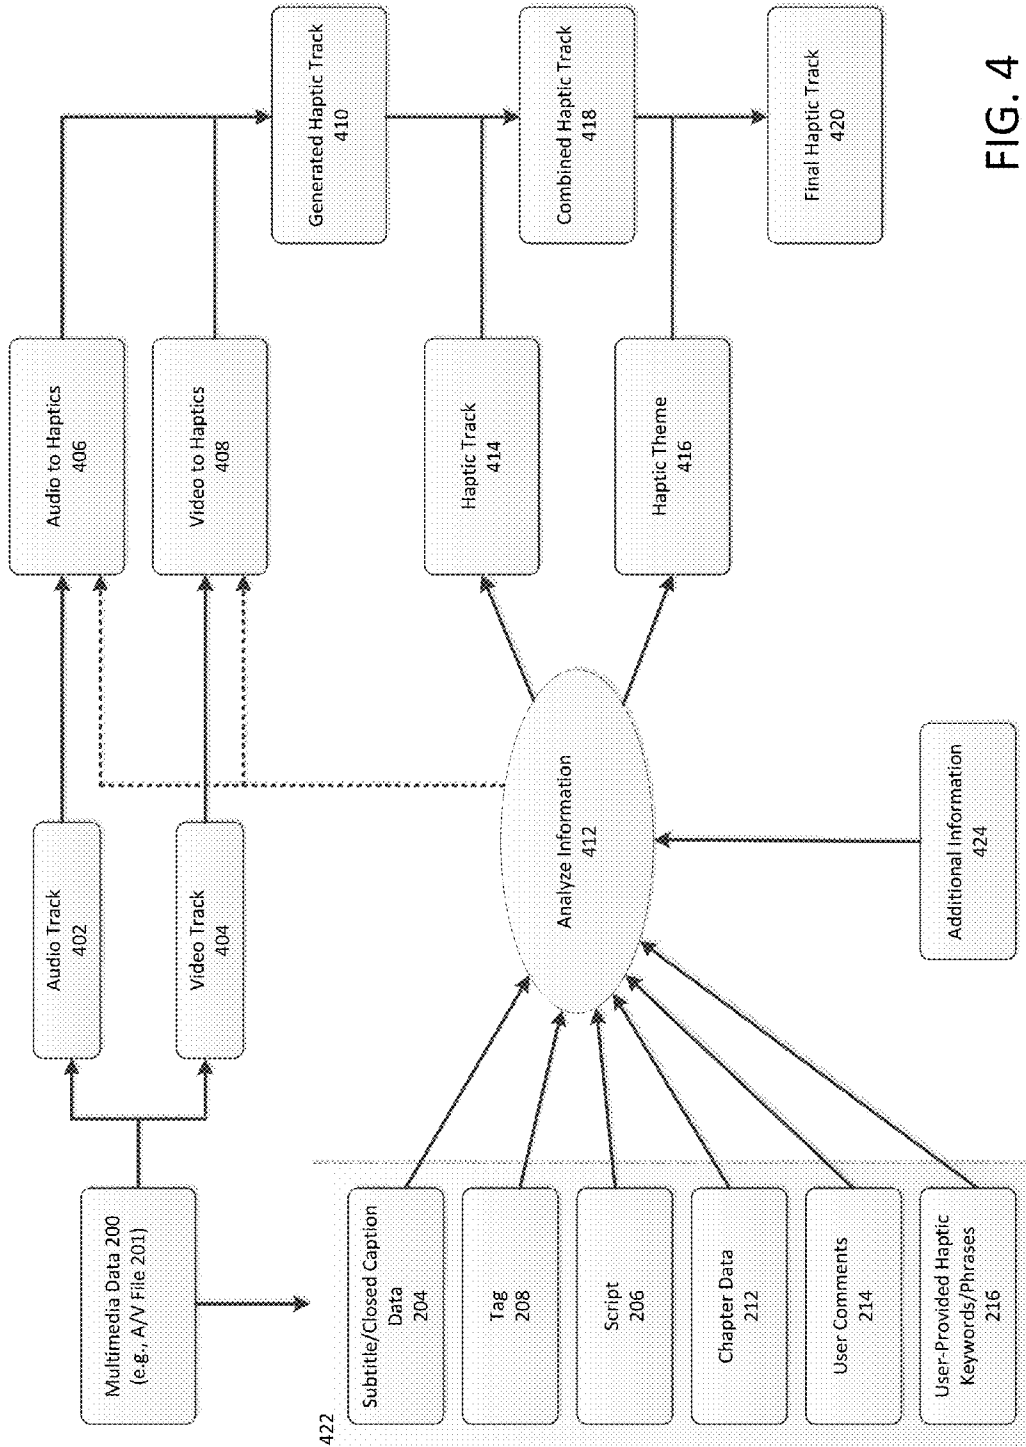 Multimedia Data 200
(e.g., A/V File 201)
Audio Track
402
Video Track
404
Audio to Haptics
406
Video to Haptics
408
Generated Haptic Track
410
422
Subtitle/Closed Caption
Data
204
Tag
208
Script
206
Chapter Data
212
User Comments
214
User-Provided Haptic
Keywords/Phrases
216
Analyze Information
412
Additional Information
424
Haptic Track
414
Haptic Theme
416
Combined Haptic Track
418
Final Haptic Track
420
FIG. 4